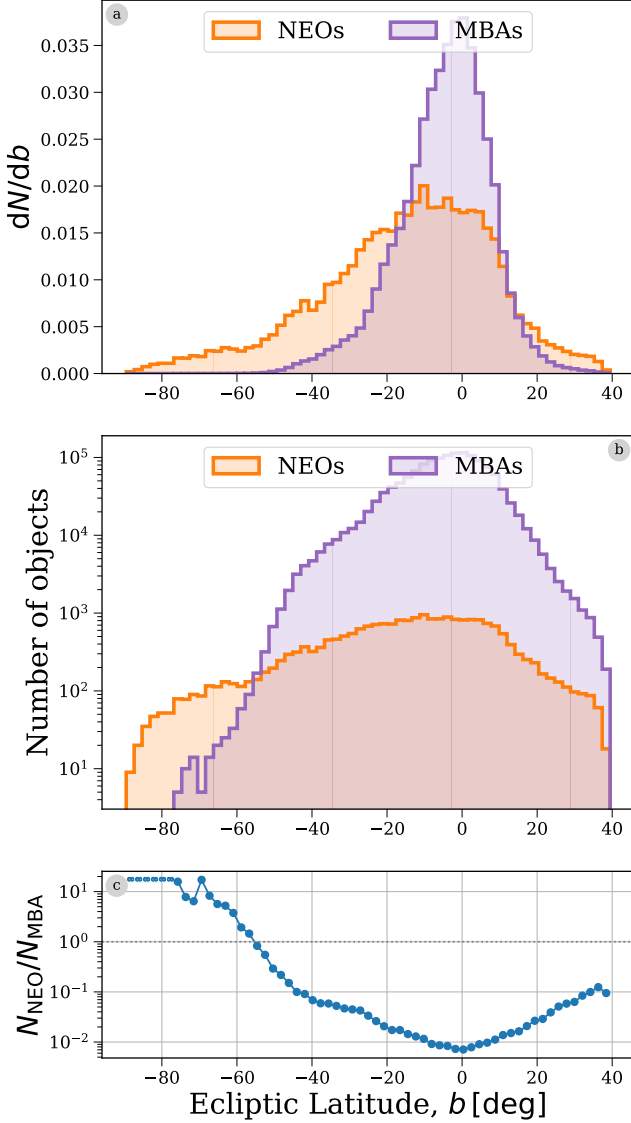 a
NEOs MBAs
0.035
0.030
0.025
0.020
0.015
0.010
0.005
0.000
dN/db
−80 −60 −40 −20 0 20 40
b
NEOs MBAs
10^5
10^4
10^3
10^2
10^1
Number of objects
−80 −60 −40 −20 0 20 40
c
10^1
10^0
10^−1
10^−2
N_NEO/N_MBA
−80 −60 −40 −20 0 20 40
Ecliptic Latitude, b [deg]